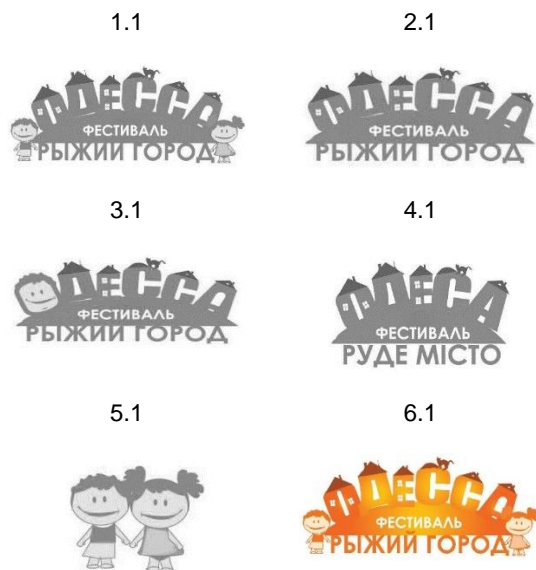 1.1
2.1
ОДЕССА
ФЕСТИВАЛЬ
РЫЖИЙ ГОРОД
ОДЕССА
ФЕСТИВАЛЬ
РЫЖИЙ ГОРОД
3.1
4.1
ОДЕССА
ФЕСТИВАЛЬ
РЫЖИЙ ГОРОД
ОДЕСА
ФЕСТИВАЛЬ
РУДЕ МІСТО
5.1
6.1
ОДЕССА
ФЕСТИВАЛЬ
РЫЖИЙ ГОРОД